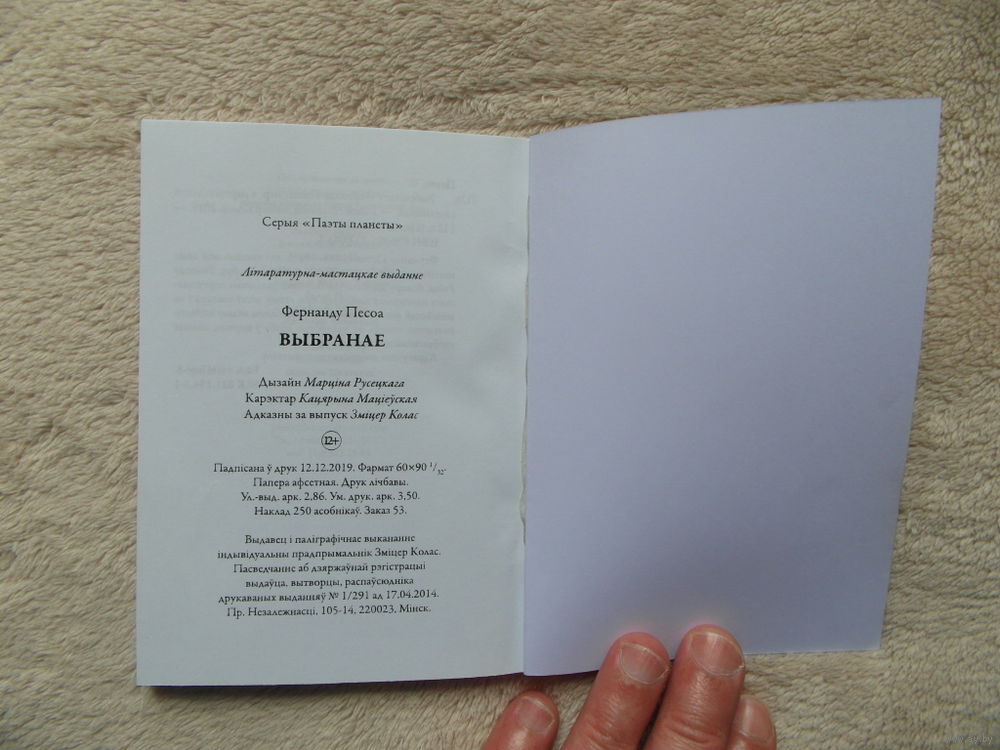 Серыя «Паэты планеты»
Літаратурна-мастацкае выданне
Фернанду Песоа
ВЫБРАНАЕ
Дызайн Марціна Русецкага
Карэктар Кацярына Маціеўская
Адказны за выпуск Зміцер Колас
12+
Падпісана ў друк 12.12.2019. Фармат 60×90 1/32.
Папера афсетная. Друк лічбавы.
Ул.-выд. арк. 2,86. Ум. друк. арк. 3,50.
Наклад 250 асобнікаў. Заказ 53.
Выдавец і паліграфічнае выкананне
індывідуальны прадпрымальнік Зміцер Колас.
Пасведчанне аб дзяржаўнай рэгістрацыі
выдаўца, вытворцы, распаўсюдніка
друкаваных выданняў № 1/291 ад 17.04.2014.
Пр. Незалежнасці, 105-14, 220023, Мінск.